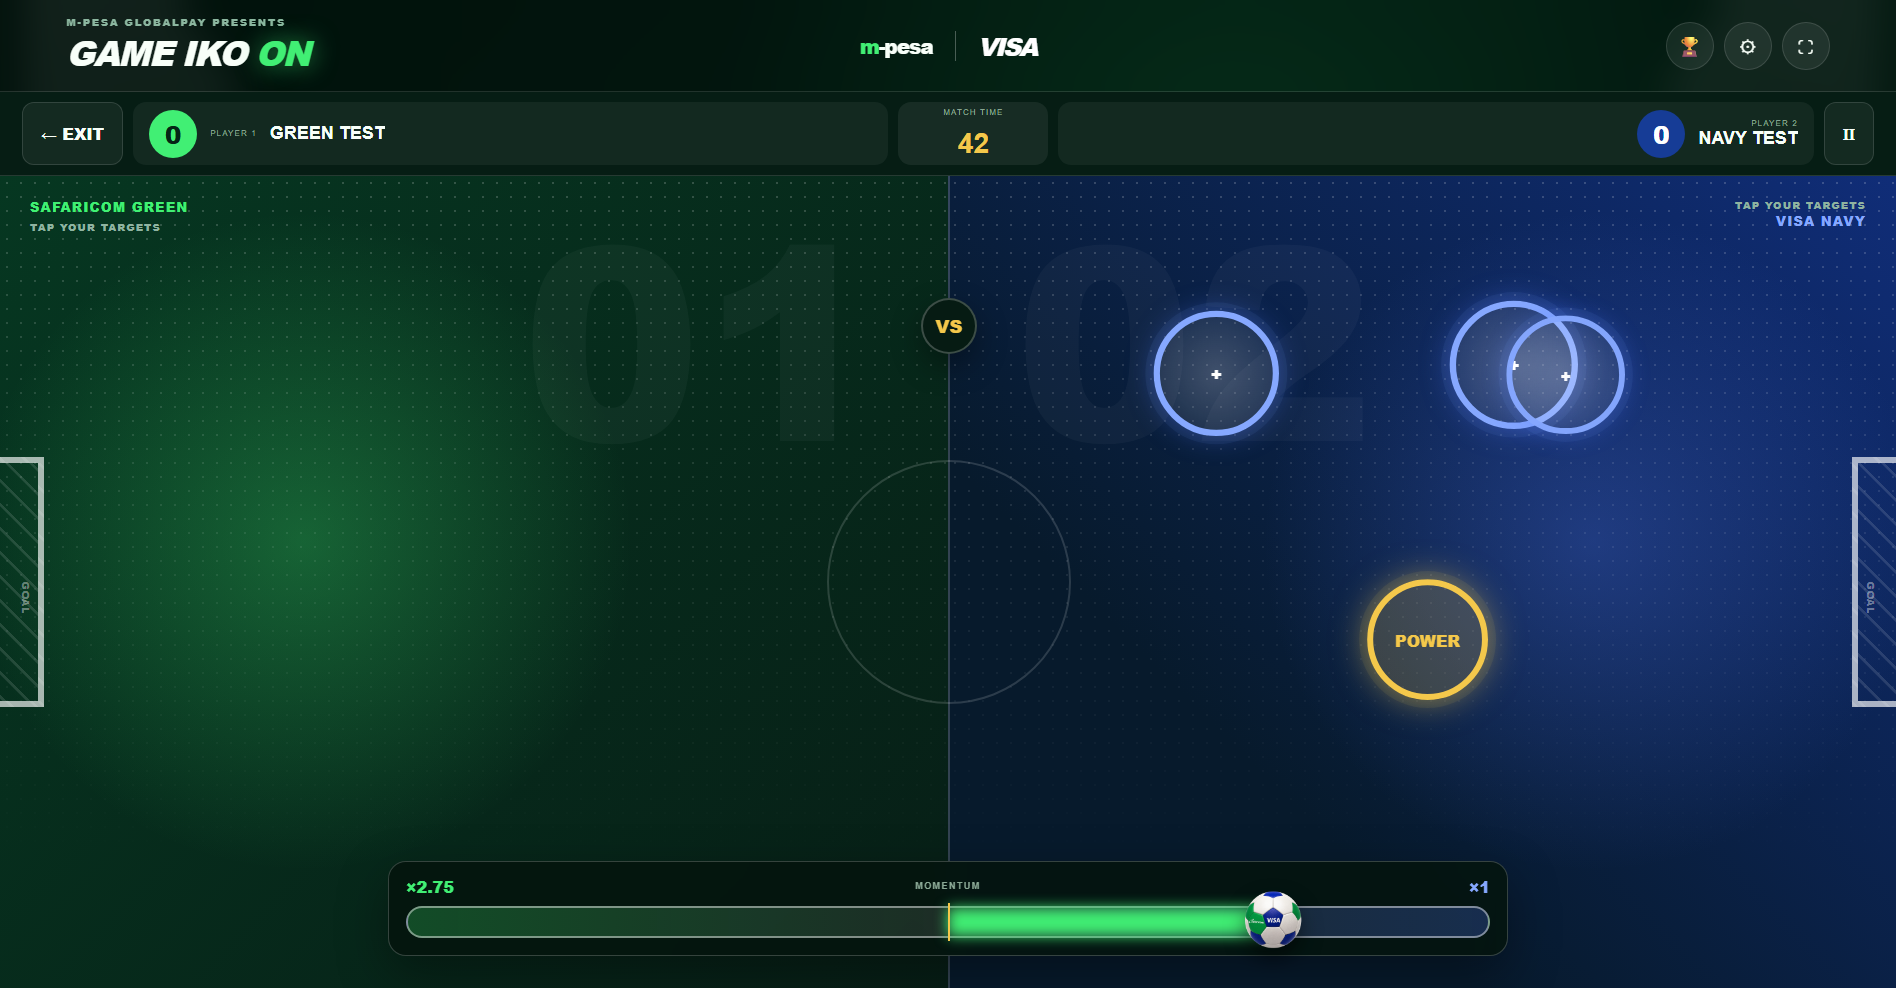 M-PESA GLOBALPAY PRESENTS
GAME IKO ON
m-pesa
VISA
← EXIT
0
PLAYER 1
GREEN TEST
MATCH TIME
42
0
PLAYER 2
NAVY TEST
II
SAFARICOM GREEN
TAP YOUR TARGETS
TAP YOUR TARGETS
VISA NAVY
01
02
VS
+
+
+
GOAL
GOAL
POWER
×2.75
MOMENTUM
×1
VISA